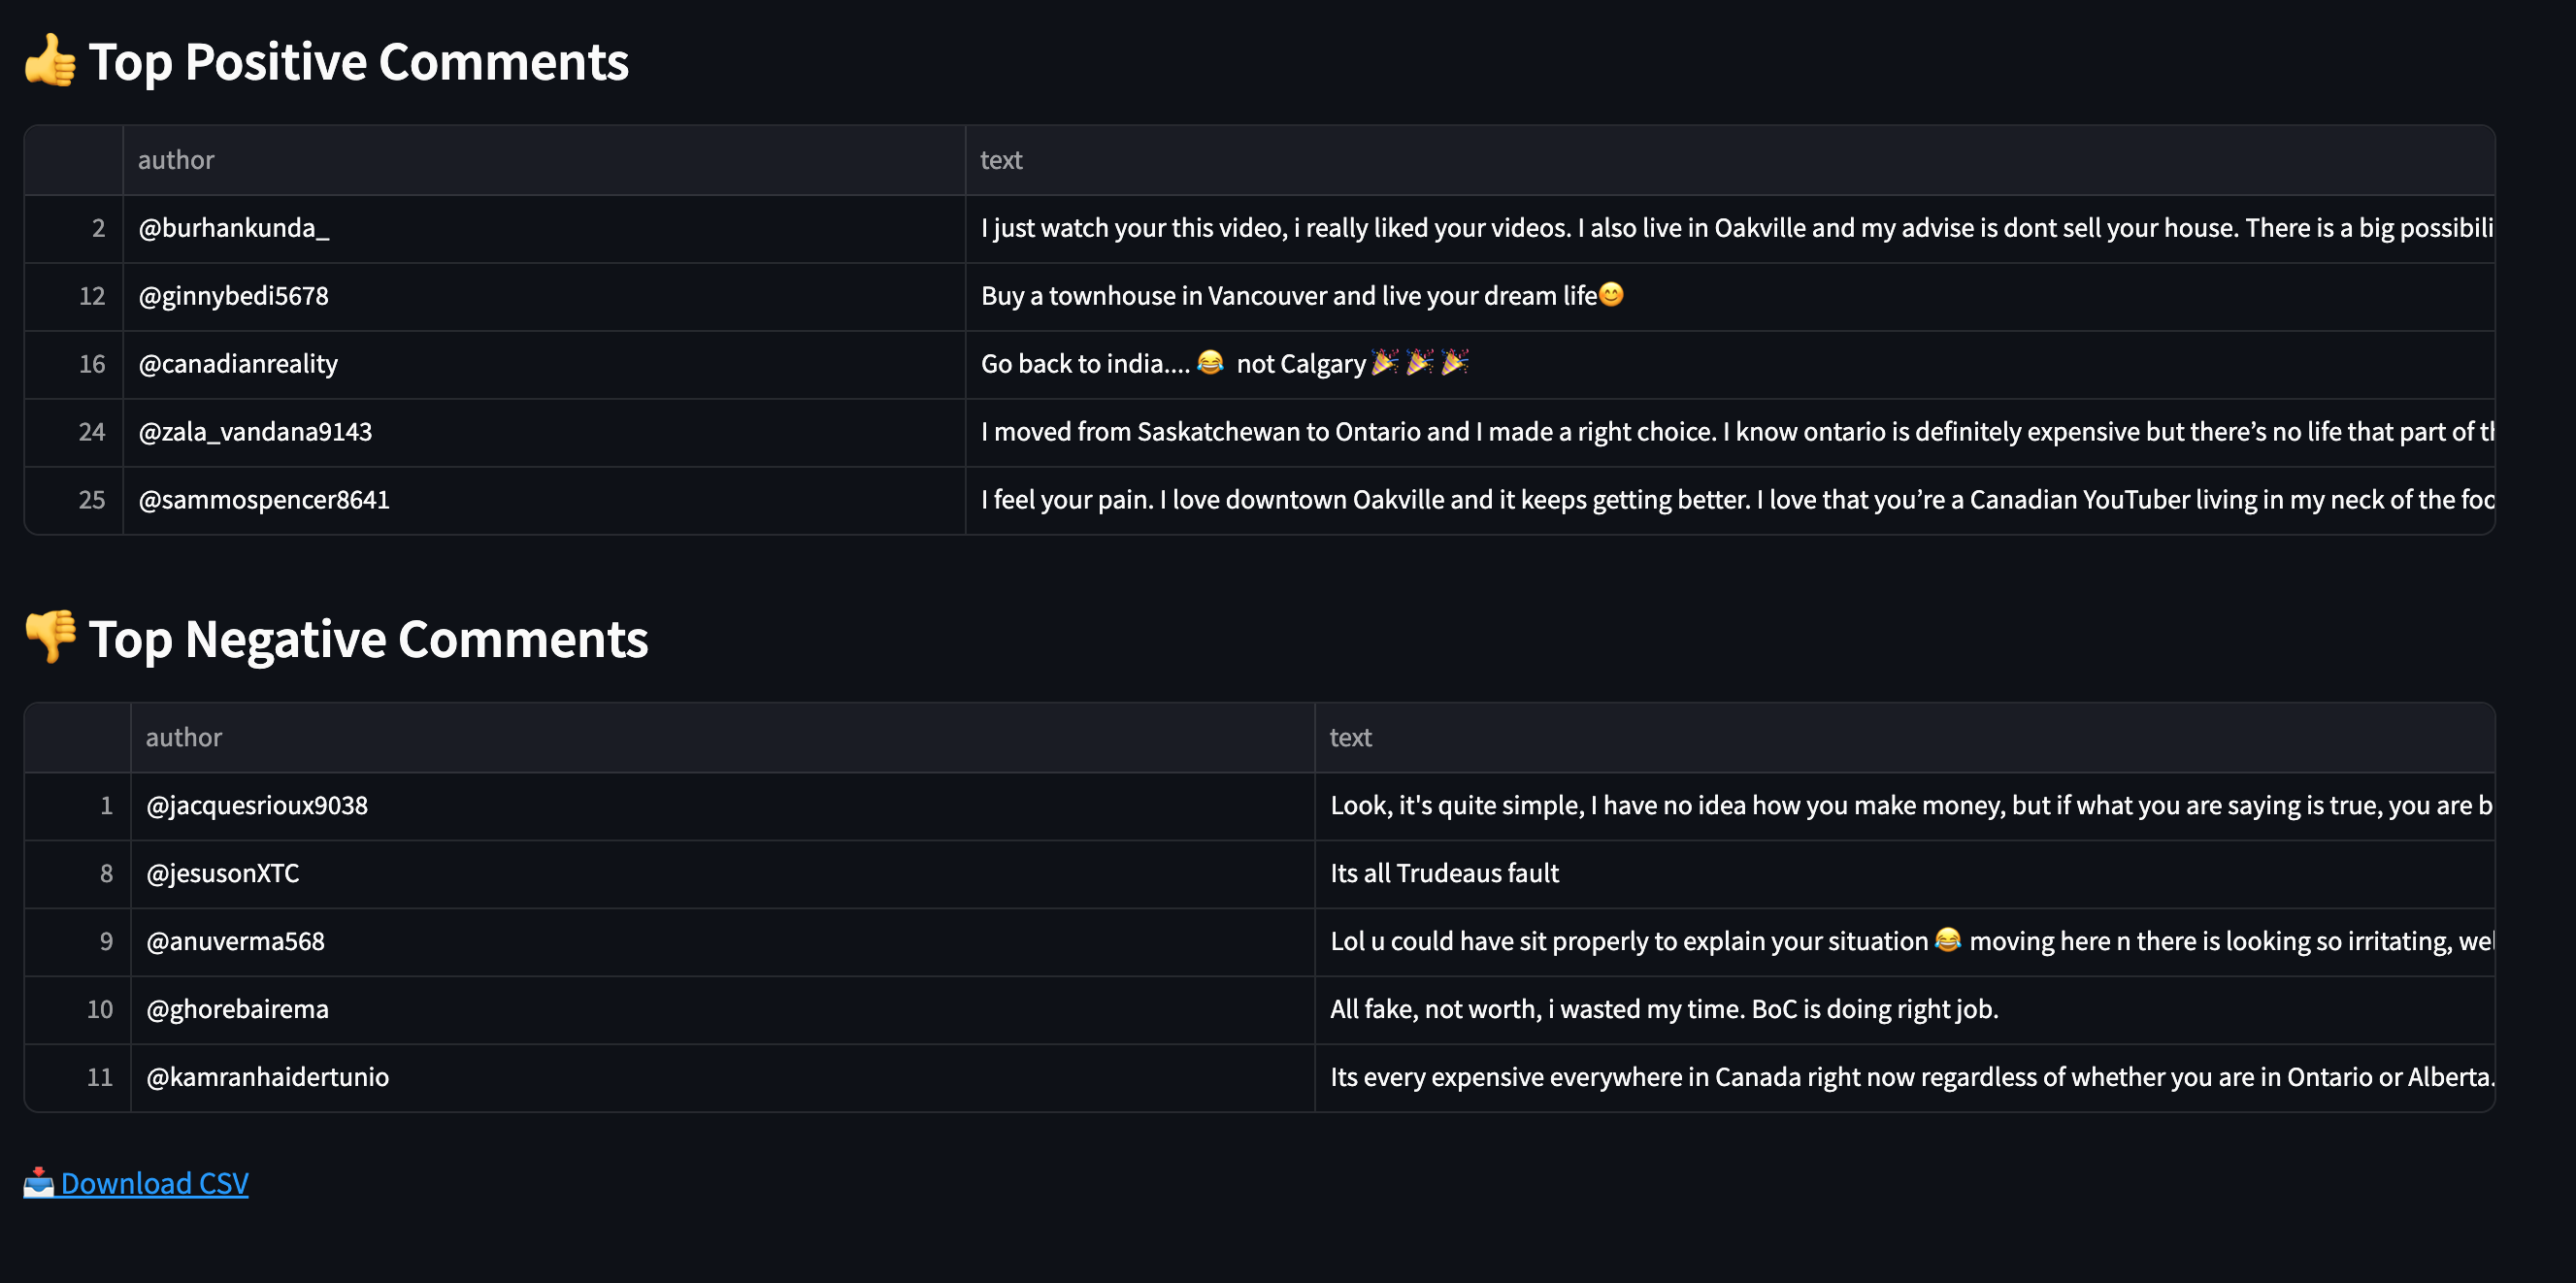 👍 Top Positive Comments
author text
2 @burhankunda_ I just watch your this video, i really liked your videos. I also live in Oakville and my advise is dont sell your house. There is a big possibili
12 @ginnybedi5678 Buy a townhouse in Vancouver and live your dream life😊
16 @canadianreality Go back to india.... 😂 not Calgary🎉🎉🎉
24 @zala_vandana9143 I moved from Saskatchewan to Ontario and I made a right choice. I know ontario is definitely expensive but there’s no life that part of th
25 @sammospencer8641 I feel your pain. I love downtown Oakville and it keeps getting better. I love that you’re a Canadian YouTuber living in my neck of the foo
👎 Top Negative Comments
author text
1 @jacquesrioux9038 Look, it's quite simple, I have no idea how you make money, but if what you are saying is true, you are b
8 @jesusonXTC Its all Trudeaus fault
9 @anuverma568 Lol u could have sit properly to explain your situation 😂 moving here n there is looking so irritating, wel
10 @ghorebairema All fake, not worth, i wasted my time. BoC is doing right job.
11 @kamranhaidertunio Its every expensive everywhere in Canada right now regardless of whether you are in Ontario or Alberta.
📥 Download CSV